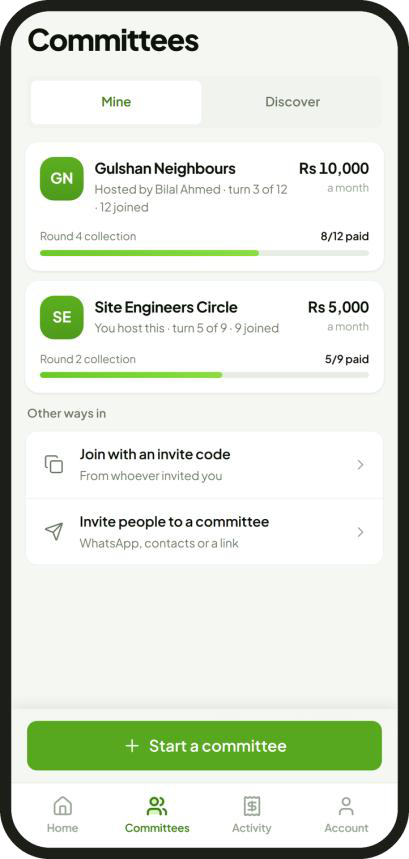 Committees
Mine
Discover
GN
Gulshan Neighbours
Rs 10,000
Hosted by Bilal Ahmed · turn 3 of 12
a month
· 12 joined
Round 4 collection
8/12 paid
SE
Site Engineers Circle
Rs 5,000
You host this · turn 5 of 9 · 9 joined
a month
Round 2 collection
5/9 paid
Other ways in
Join with an invite code
From whoever invited you
Invite people to a committee
WhatsApp, contacts or a link
+ Start a committee
Home
Committees
Activity
Account